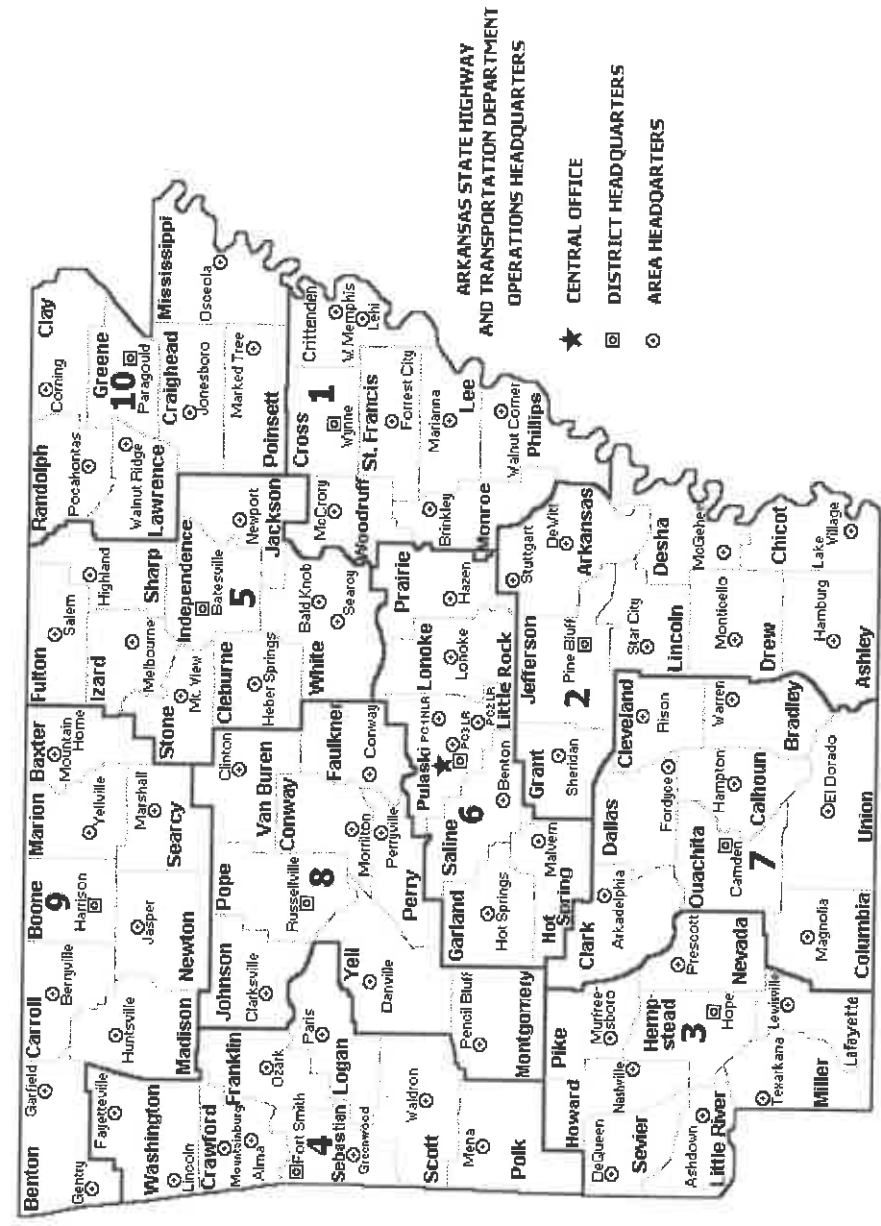 Benton
Garfield
Carroll
Berryville
Boone
9
Harrison
Marion
Yellville
Baxter
Mountain
Home
Fulton
Salem
Randolph
Pocahontas
Clay
Corning
Gentry
Fayetteville
Huntsville
Jasper
Marshall
Izard
Melbourne
Highland
Sharp
Walnut Ridge
Lawrence
Greene
10
Paragould
Washington
Lincoln
Madison
Newton
Searcy
Stone
Mt. View
Independence
Batesville
5
Craighead
Jonesboro
Mississippi
Osceola
Crawford
Mountainburg
Alma
Franklin
Ozark
Johnson
Clarksville
Pope
Russellville
8
Van Buren
Clinton
Cleburne
Heber Springs
Newport
Jackson
Marked Tree
Poinsett
Fort Smith
4
Sebastian
Greenwood
Paris
Logan
Yell
Danville
Conway
Morrilton
Perryville
Perry
Faulkner
Conway
White
Bald Knob
Searcy
McCrory
Woodruff
Cross
1
Wynne
Crittenden
W. Memphis
Lehi
St. Francis
Forrest City
Scott
Waldron
Mena
Polk
Pencil Bluff
Montgomery
Garland
Hot Springs
Saline
6
Benton
Pulaski
PC1NLR
PC3LR
PC2LR
Little Rock
Lonoke
Lonoke
Prairie
Hazen
Brinkley
Monroe
Marianna
Lee
Walnut Corner
Phillips
Howard
Pike
Murfree-
sboro
Hot
Spring
Malvern
Clark
Arkadelphia
Grant
Sheridan
Jefferson
2
Pine Bluff
Stuttgart
DeWitt
Arkansas
DeQueen
Sevier
Nashville
Hemp-
stead
3
Hope
Prescott
Nevada
Dallas
Fordyce
Cleveland
Rison
Star City
Lincoln
Desha
McGehee
Ashdown
Little River
Texarkana
Miller
Lewisville
Lafayette
Ouachita
Camden
7
Hampton
Calhoun
Warren
Bradley
Monticello
Drew
Chicot
Lake
Village
Magnolia
Columbia
El Dorado
Union
Hamburg
Ashley
ARKANSAS STATE HIGHWAY
AND TRANSPORTATION DEPARTMENT
OPERATIONS HEADQUARTERS
CENTRAL OFFICE
DISTRICT HEADQUARTERS
AREA HEADQARTERS